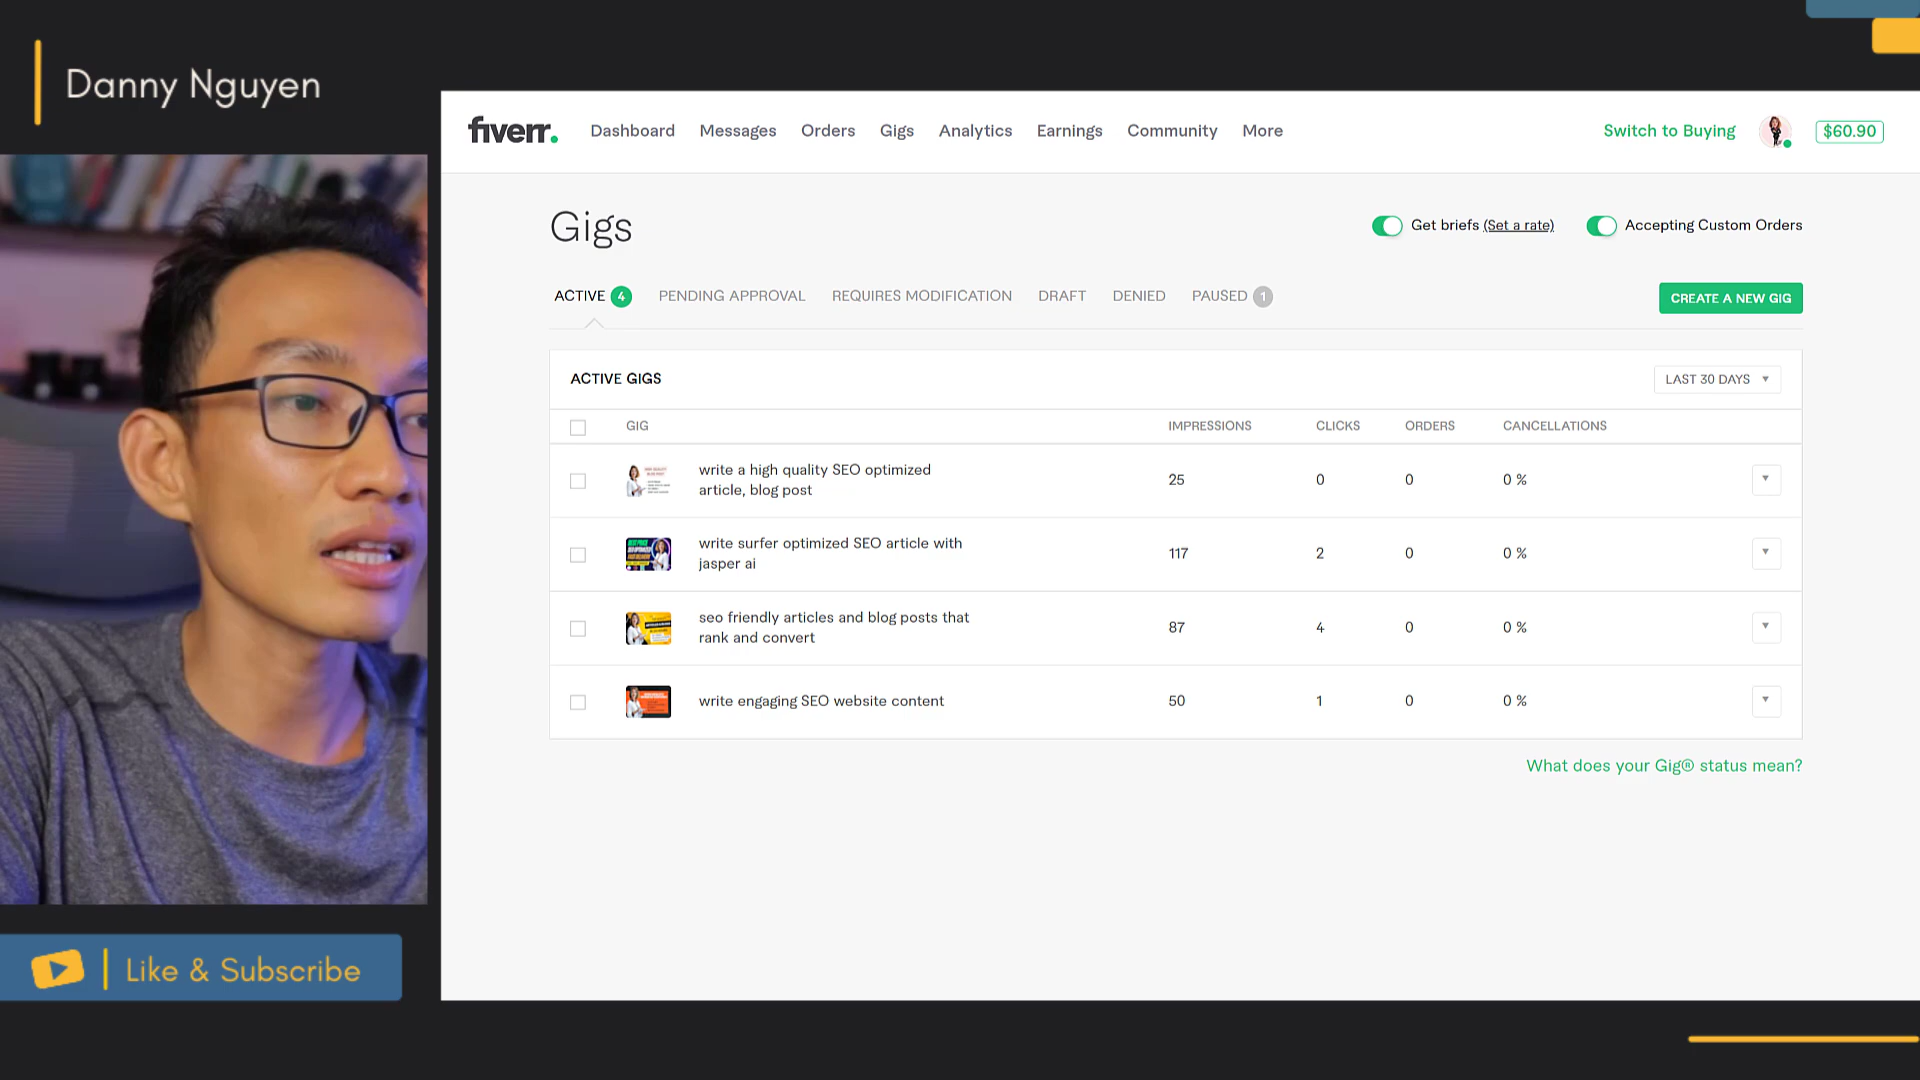 Danny Nguyen
fiverr. Dashboard Messages Orders Gigs Analytics Earnings Community More Switch to Buying $60.90
Gigs
Get briefs (Set a rate) Accepting Custom Orders
ACTIVE 4 PENDING APPROVAL REQUIRES MODIFICATION DRAFT DENIED PAUSED 1
CREATE A NEW GIG
ACTIVE GIGS LAST 30 DAYS
GIG IMPRESSIONS CLICKS ORDERS CANCELLATIONS
write a high quality SEO optimized
article, blog post
25 0 0 0 %
write surfer optimized SEO article with
jasper ai
117 2 0 0 %
seo friendly articles and blog posts that
rank and convert
87 4 0 0 %
write engaging SEO website content 50 1 0 0 %
What does your Gig® status mean?
Like & Subscribe